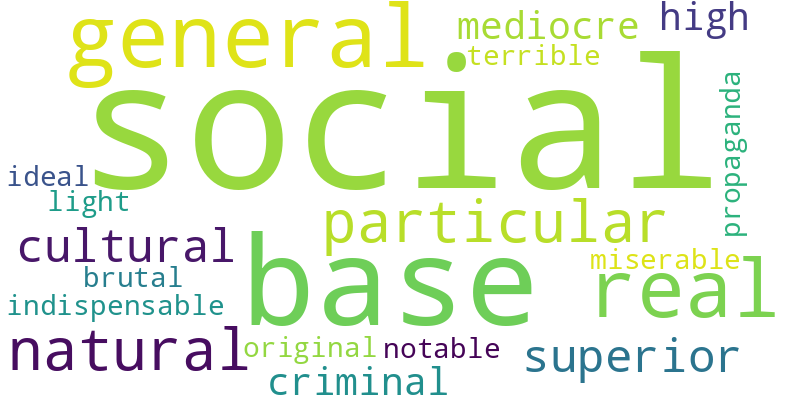 general
mediocre
high
terrible
social
propaganda
ideal
light
particular
cultural
base
miserable
real
brutal
indispensable
natural
original
notable
superior
criminal